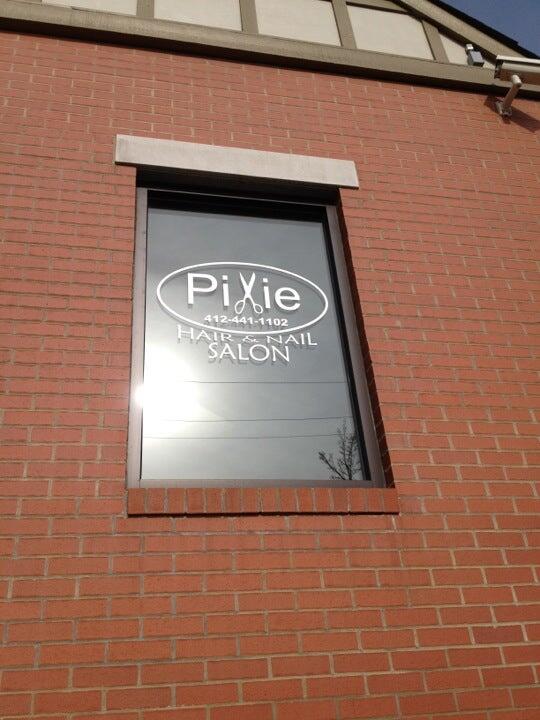 Pixie
412-441-1102
HAIR & NAIL
SALON